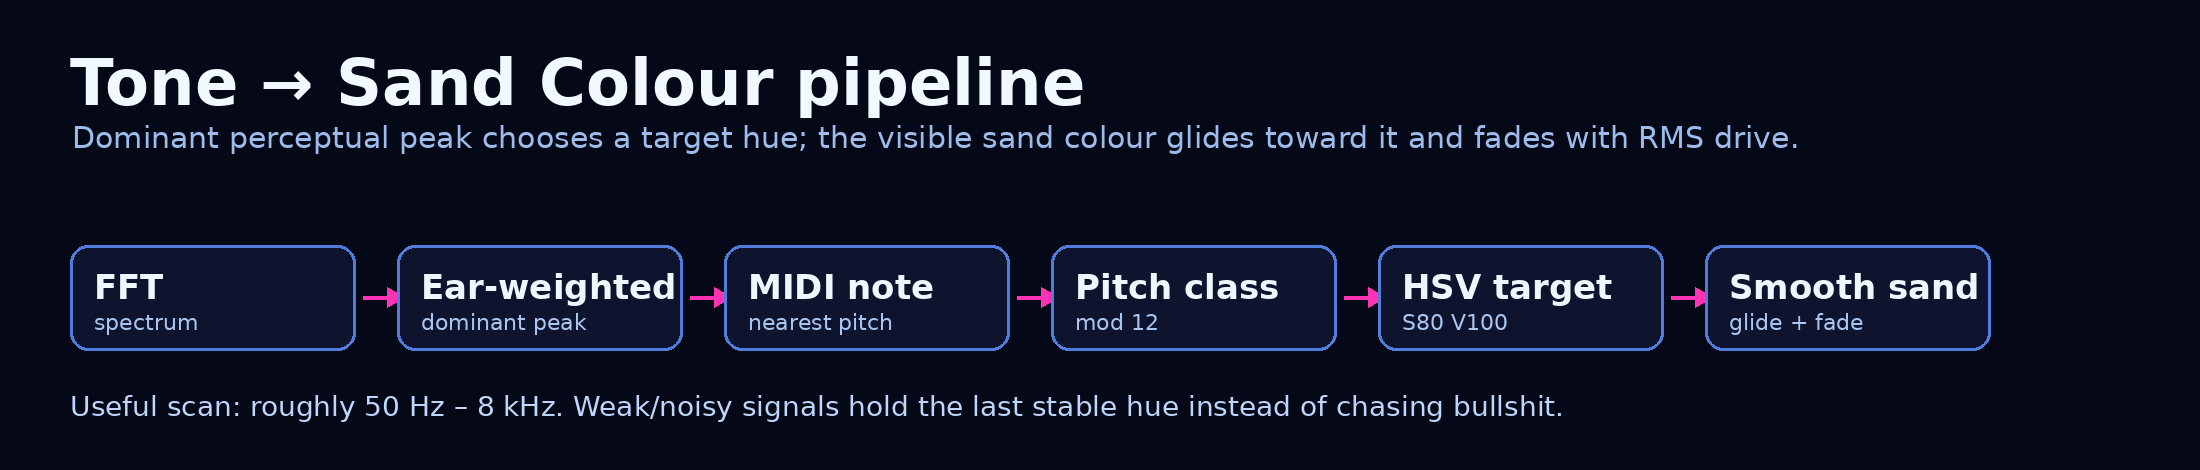 Tone → Sand Colour pipeline
Dominant perceptual peak chooses a target hue; the visible sand colour glides toward it and fades with RMS drive.
FFT
spectrum
Ear-weighted
dominant peak
MIDI note
nearest pitch
Pitch class
mod 12
HSV target
S80 V100
Smooth sand
glide + fade
Useful scan: roughly 50 Hz – 8 kHz. Weak/noisy signals hold the last stable hue instead of chasing bullshit.